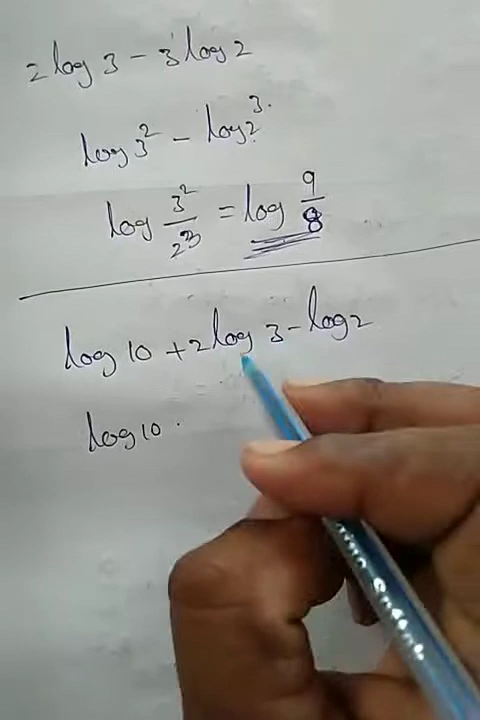 2 log 3 - 3 log 2
log 3² - log 2³.
log 3²/2³ = log 9/8
log 10 + 2 log 3 - log 2
log 10